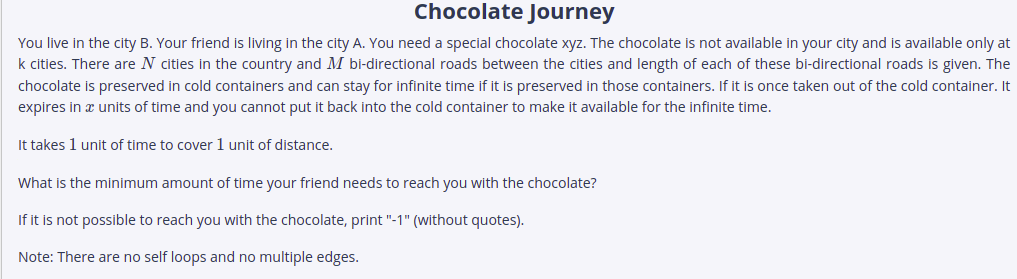 Chocolate Journey
You live in the city B. Your friend is living in the city A. You need a special chocolate xyz. The chocolate is not available in your city and is available only at
k cities. There are N cities in the country and M bi-directional roads between the cities and length of each of these bi-directional roads is given. The
chocolate is preserved in cold containers and can stay for infinite time if it is preserved in those containers. If it is once taken out of the cold container. It
expires in x units of time and you cannot put it back into the cold container to make it available for the infinite time.
It takes 1 unit of time to cover 1 unit of distance.
What is the minimum amount of time your friend needs to reach you with the chocolate?
If it is not possible to reach you with the chocolate, print "-1" (without quotes).
Note: There are no self loops and no multiple edges.